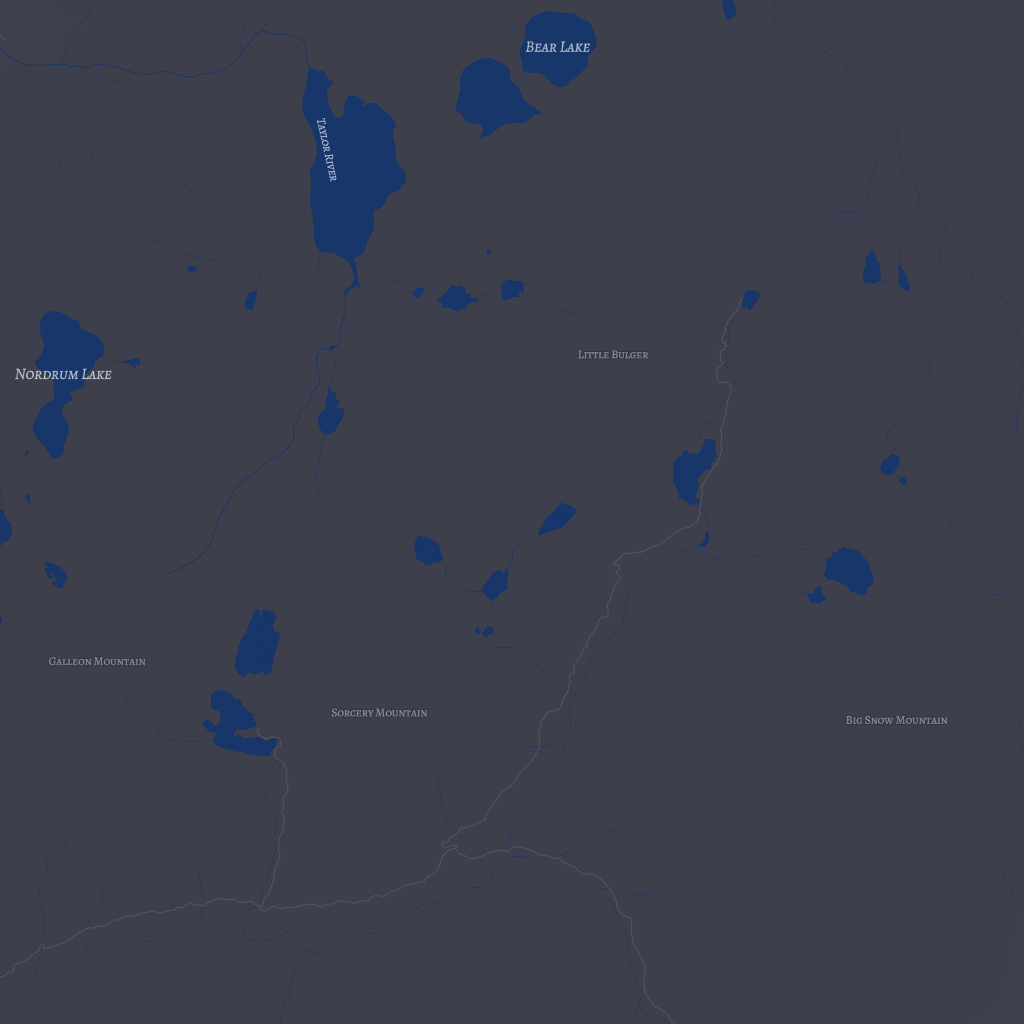 Bear Lake
Taylor River
Little Bulger
Nordrum Lake
Galleon Mountain
Sorcery Mountain
Big Snow Mountain